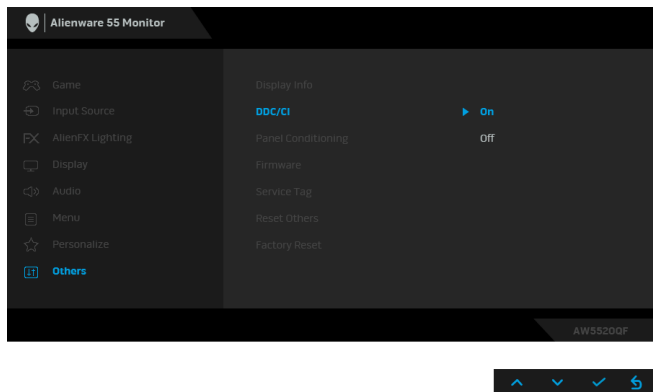 Alienware 55 Monitor
Game
Display Info
Input Source
DDC/CI
On
AlienFX Lighting
Panel Conditioning
Off
Display
Firmware
Audio
Service Tag
Menu
Reset Others
Personalize
Factory Reset
Others
AW5520QF